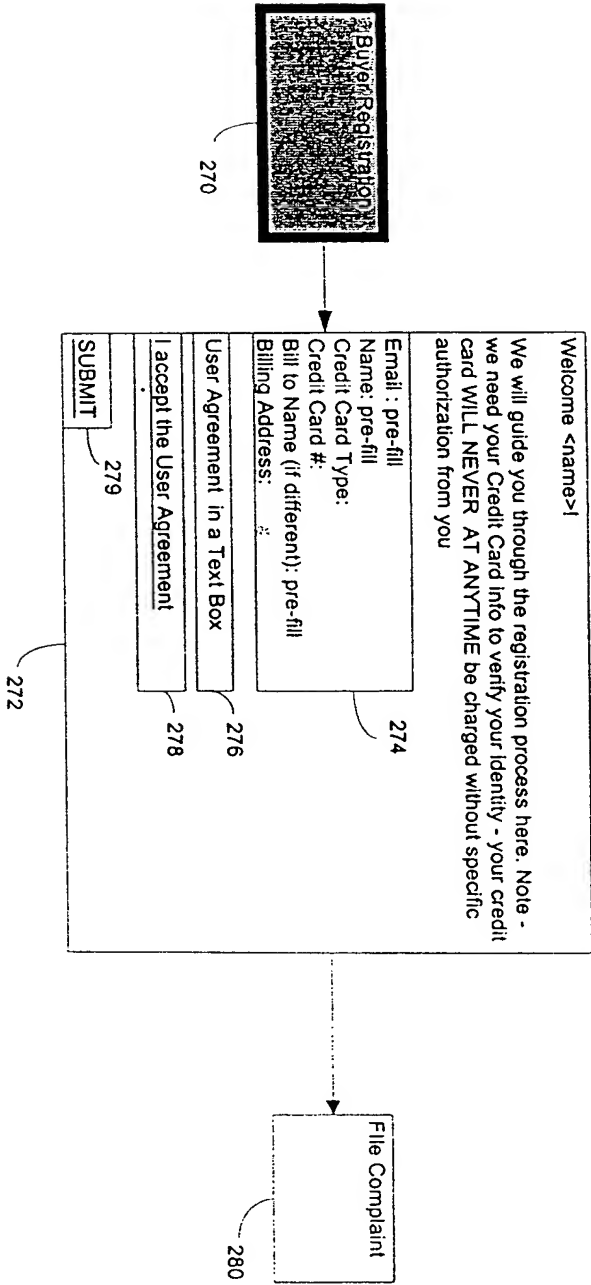 Buyer Registration
270
Welcome <name>!
We will guide you through the registration process here. Note -
we need your Credit Card info to verify your identity - your credit
card WILL NEVER AT ANYTIME be charged without specific
authorization from you
Email : pre-fill
Name: pre-fill
Credit Card Type:
Credit Card #:
Bill to Name (if different): pre-fill
Billing Address:
274
User Agreement in a Text Box
276
I accept the User Agreement
278
SUBMIT
279
272
File Complaint
280